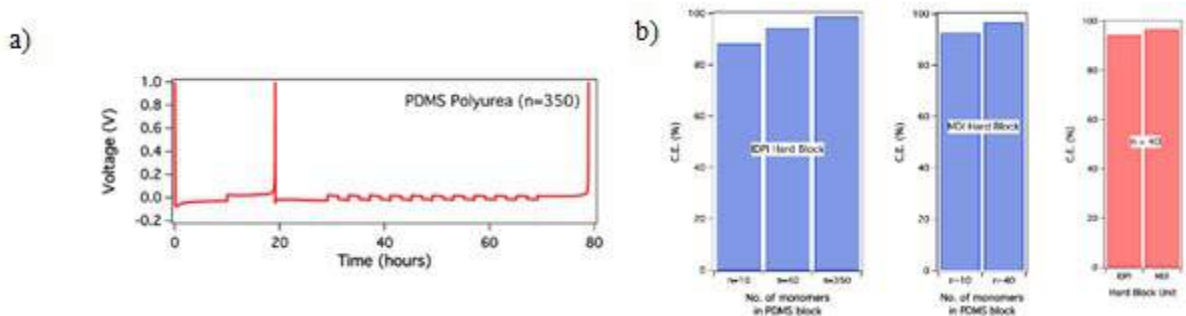 a)
PDMS Polyurea (n=350)
Voltage (V)
1.0
0.8
0.6
0.4
0.2
0.0
-0.2
0 20 40 60 80
Time (hours)
b)
C.E. (%)
100
80
60
40
20
0
IDPI Hard Block
n=10 n=350
No. of monomers
in PDMS block
C.E. (%)
100
80
60
40
20
0
MDI Hard Block
n=10 n=40
No. of monomers
in PDMS block
C.E. (%)
100
80
60
40
20
0
n = 40
IDPI MDI
Hard Block Unit